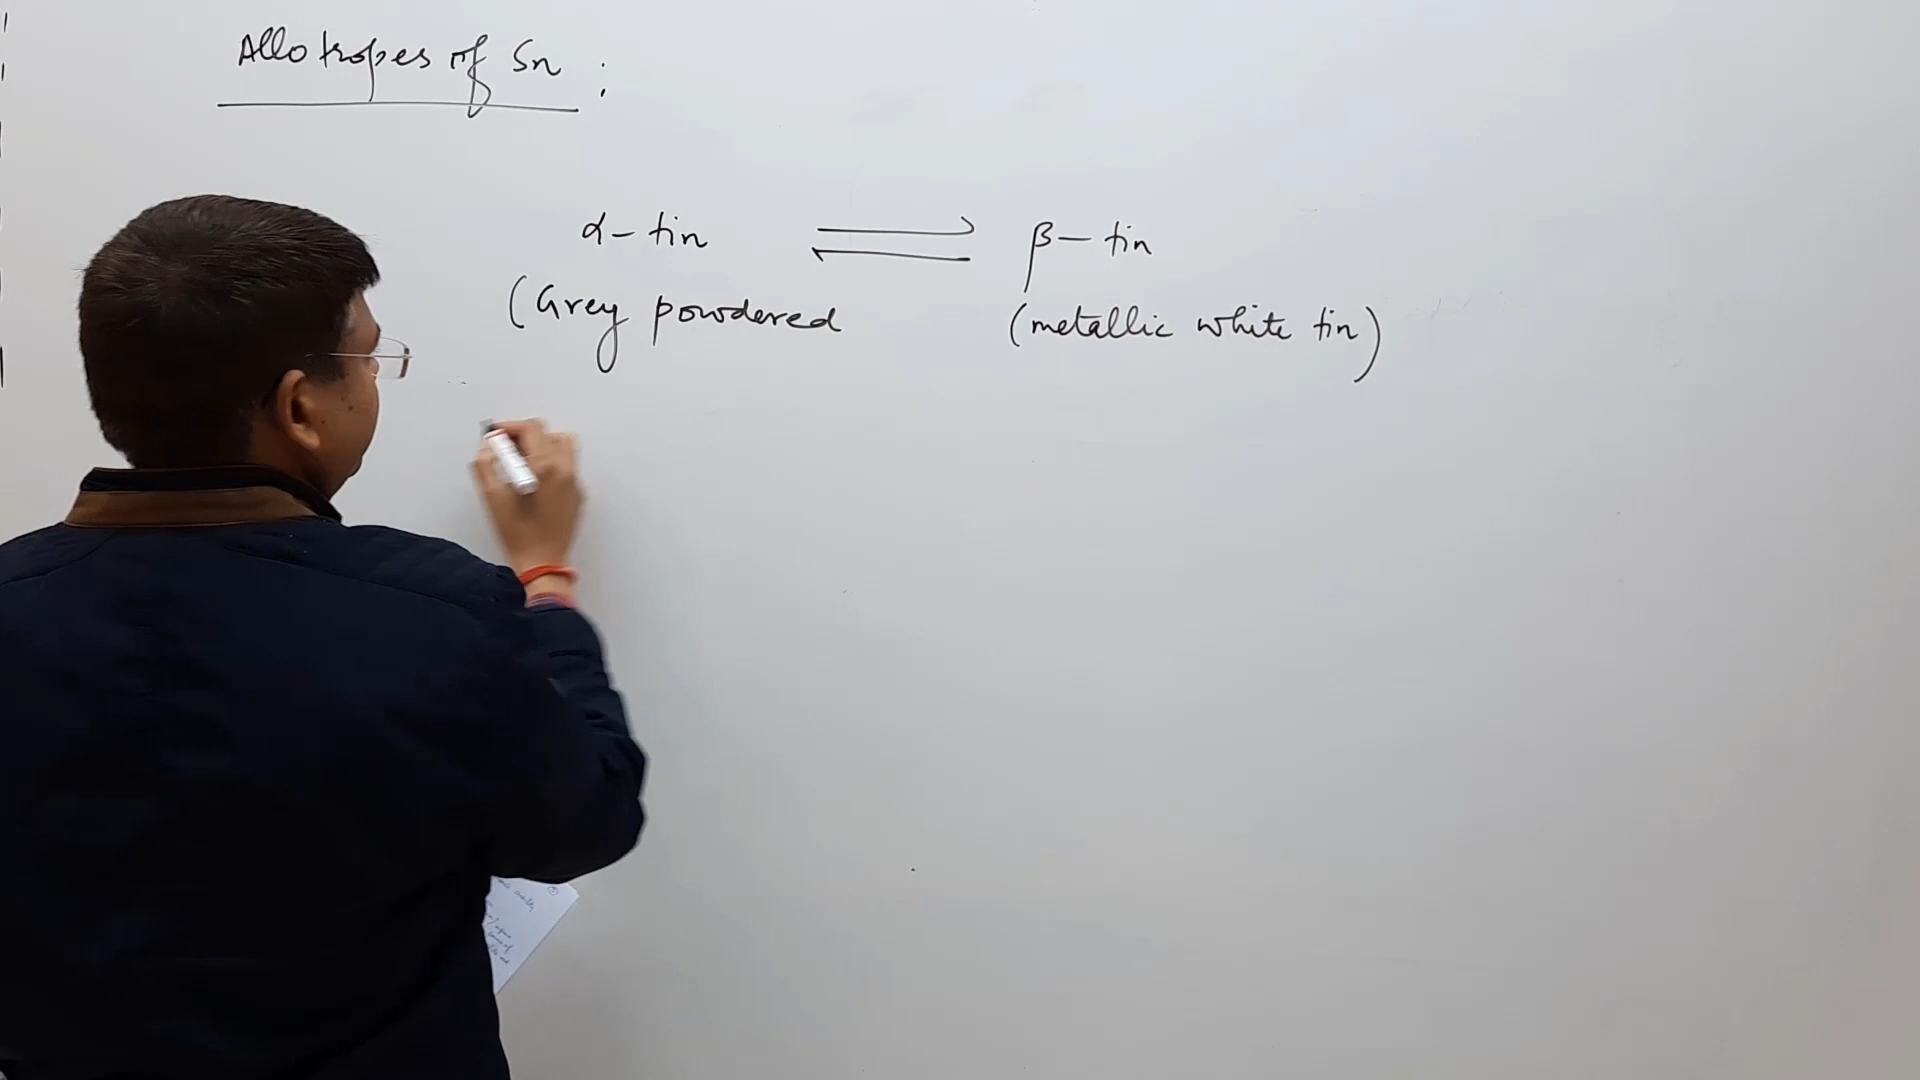 Allotropes of Sn :
α- tin ⇌ β- tin
(Grey powdered (metallic white tin)